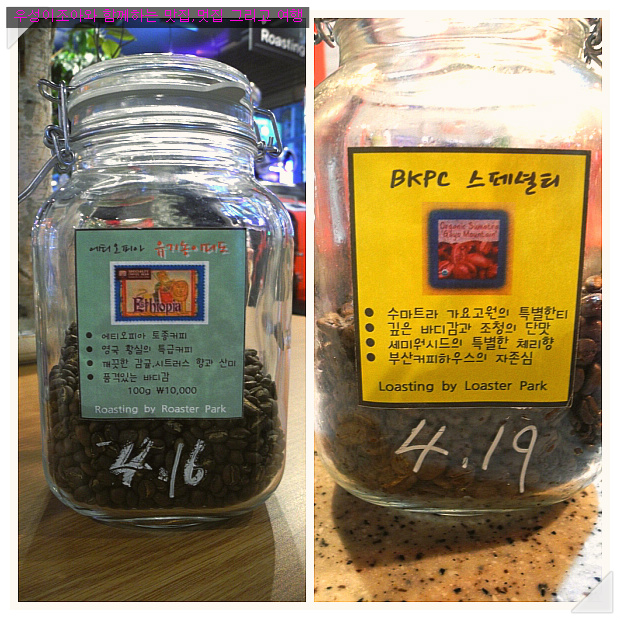 Roasting
에티오피아 유기농이디도
Ethiopia
에티오피아 토종커피
영국 황실의 특급커피
깨끗한 감귤,시트러스 향과 산미
품격있는 바디감
100g ₩10,000
Roasting by Roaster Park
4.16
BKPC 스페셜티
Organic Sumatra
"Gayo Mountain"
수마트라 가요고원의 특별한티
깊은 바디감과 조청의 단맛
세미워시드의 특별한 체리향
부산커피하우스의 자존심
Loasting by Loaster Park
4.19